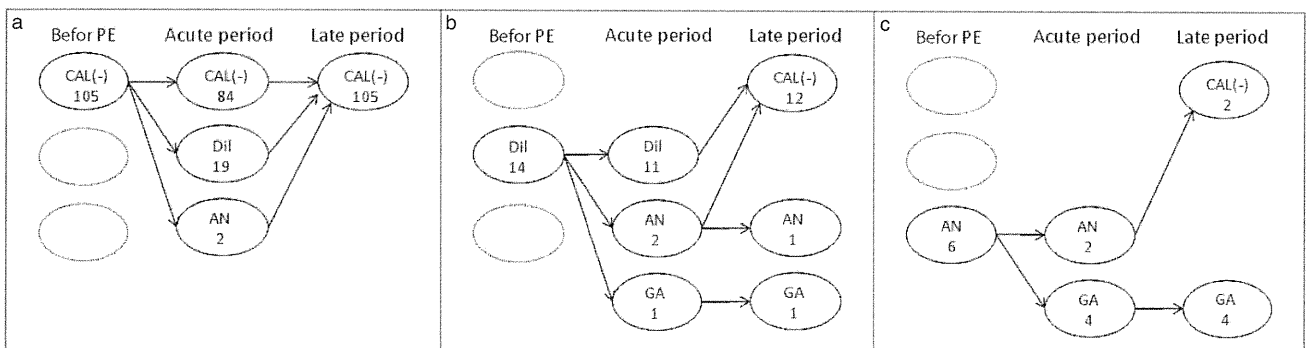 a
Befor PE Acute period Late period
CAL(-) CAL(-) CAL(-)
105 84 105
Dil
19
AN
2
b
Befor PE Acute period Late period
CAL(-)
12
Dil Dil
14 11
AN AN
2 1
GA GA
1 1
c
Befor PE Acute period Late period
CAL(-)
2
AN AN
6 2
GA GA
4 4